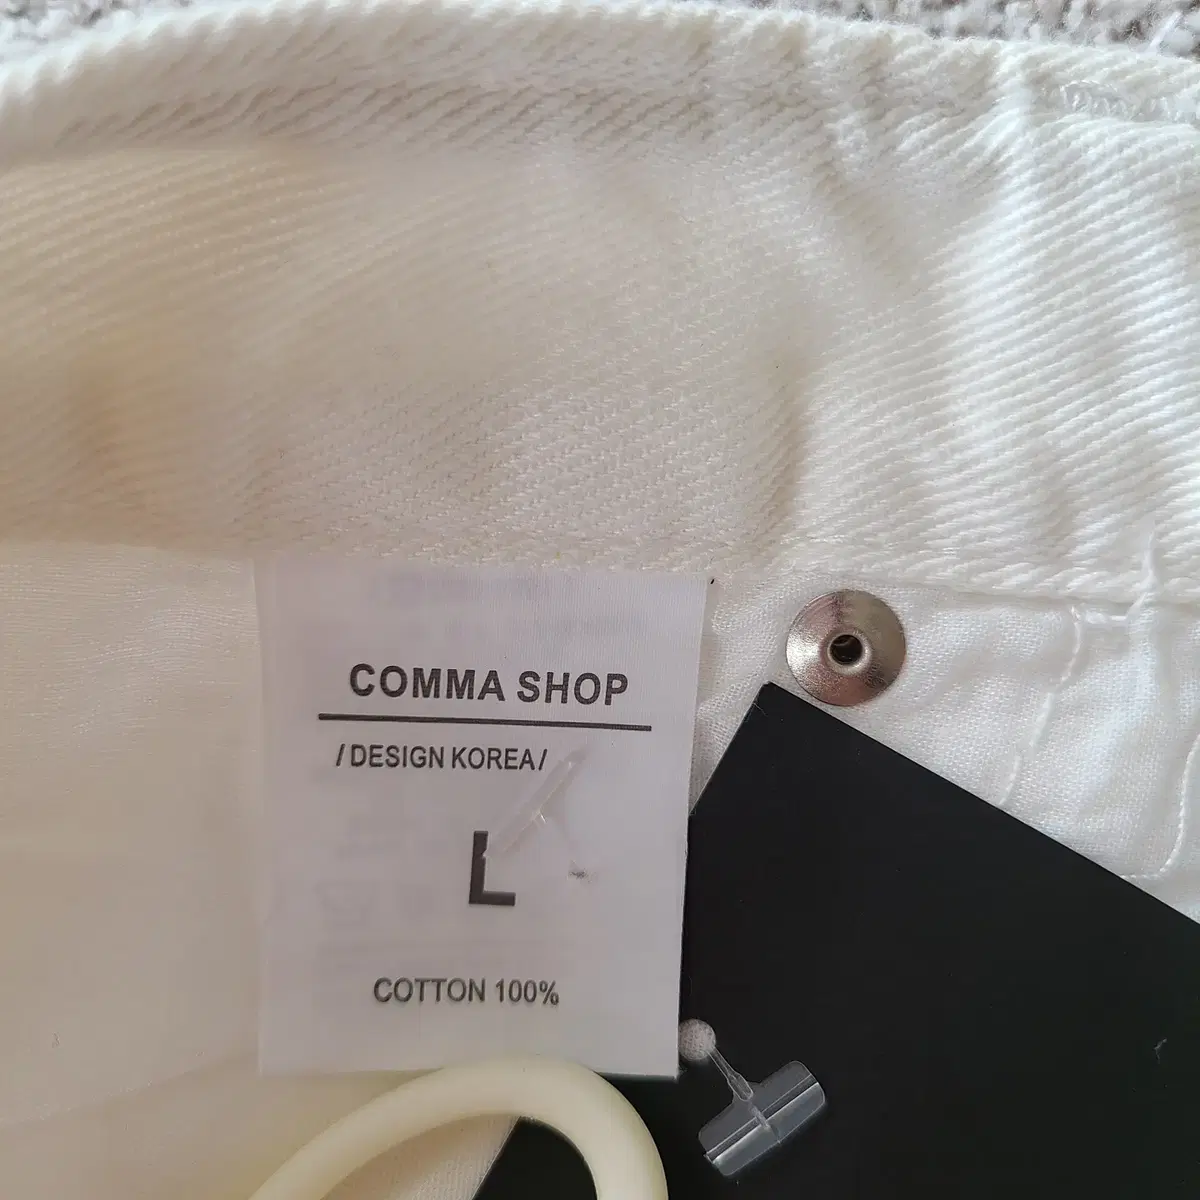 COMMA SHOP
/ DESIGN KOREA /
L
COTTON 100%